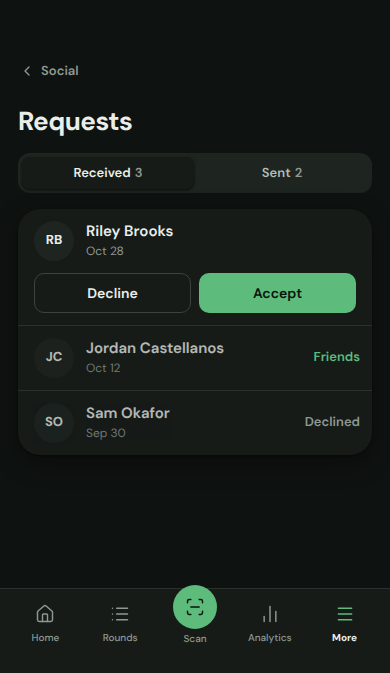 Social
Requests
Received 3
Sent 2
RB
Riley Brooks
Oct 28
Decline
Accept
JC
Jordan Castellanos
Oct 12
Friends
SO
Sam Okafor
Sep 30
Declined
Home
Rounds
Scan
Analytics
More